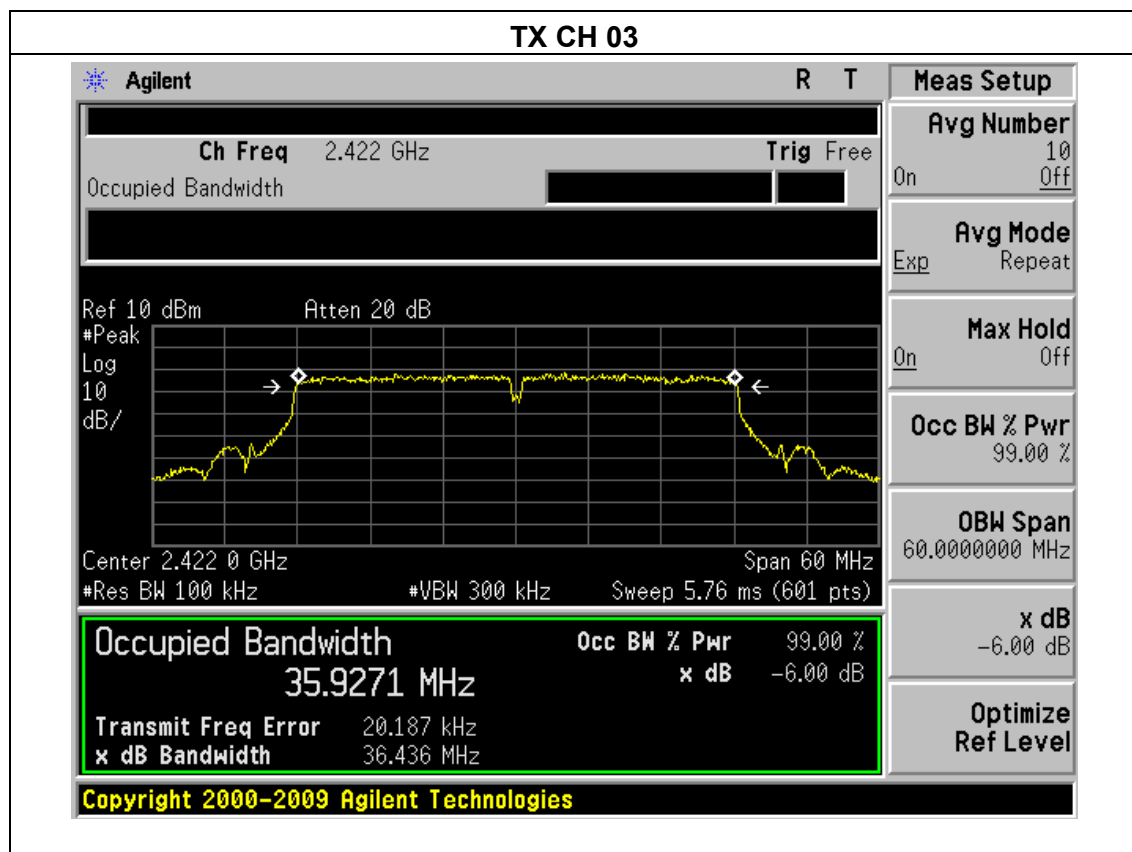 TX CH 03
Agilent R T
Ch Freq 2.422 GHz Trig Free
Occupied Bandwidth
Ref 10 dBm Atten 20 dB
#Peak
Log
10
dB/
Center 2.422 0 GHz Span 60 MHz
#Res BW 100 kHz #VBW 300 kHz Sweep 5.76 ms (601 pts)
Occupied Bandwidth Occ BW % Pwr 99.00 %
35.9271 MHz x dB -6.00 dB
Transmit Freq Error 20.187 kHz
x dB Bandwidth 36.436 MHz
Copyright 2000-2009 Agilent Technologies
Meas Setup
Avg Number
10
On Off
Avg Mode
Exp Repeat
Max Hold
On Off
Occ BW % Pwr
99.00 %
OBW Span
60.0000000 MHz
x dB
-6.00 dB
Optimize
Ref Level